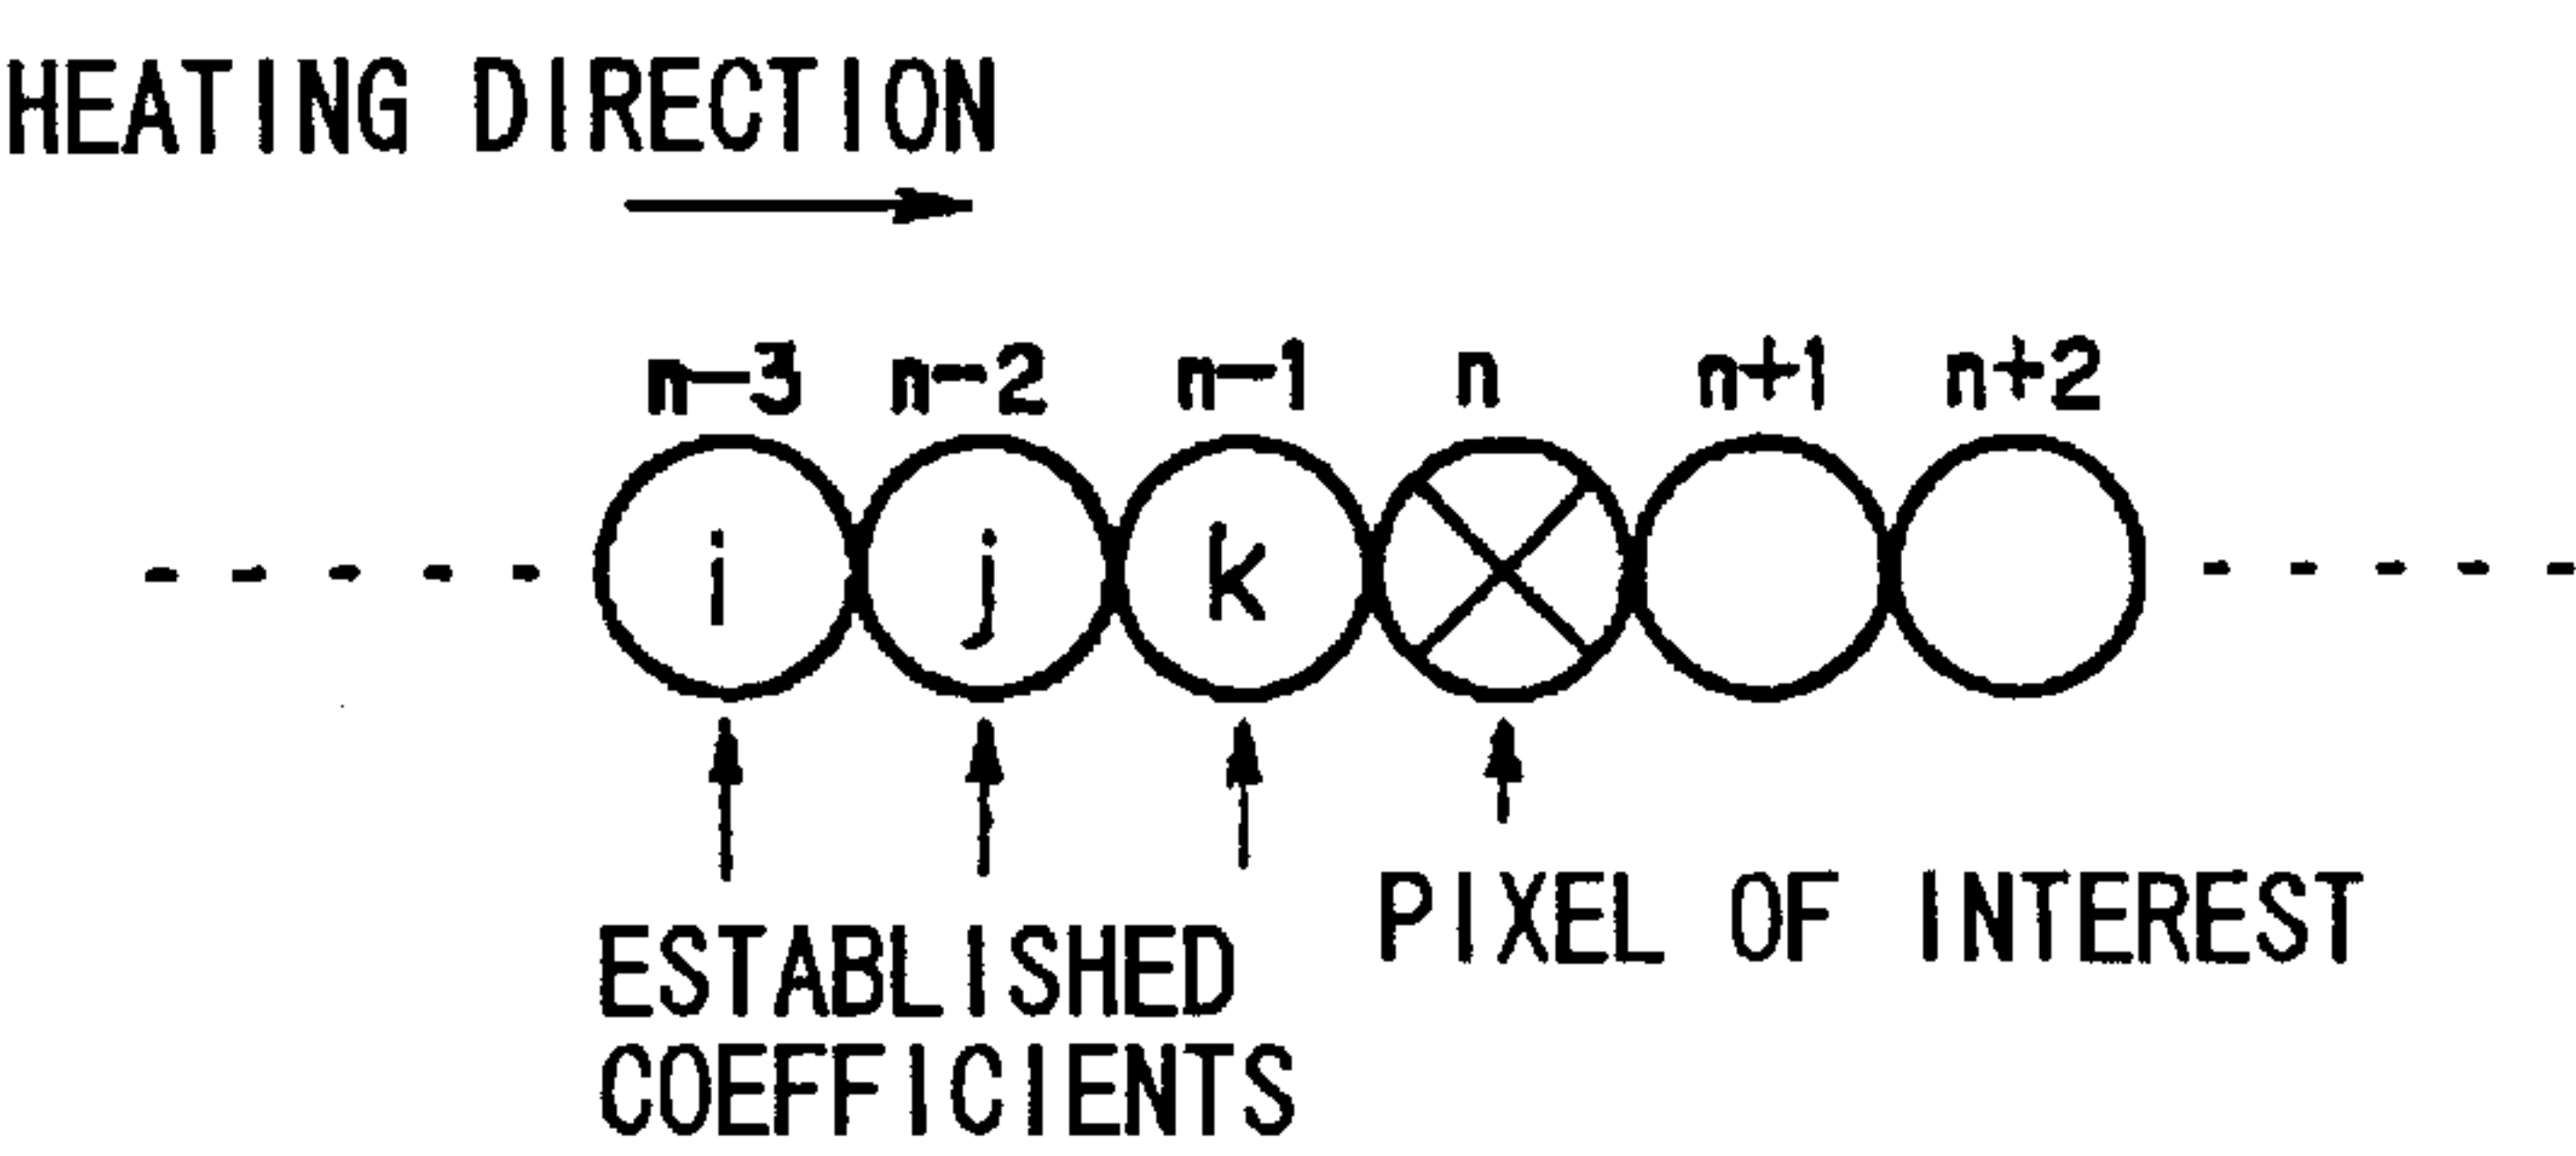 HEATING DIRECTION
n-3 n-2 n-1 n n+1 n+2
i j k
PIXEL OF INTEREST
ESTABLISHED
COEFFICIENTS